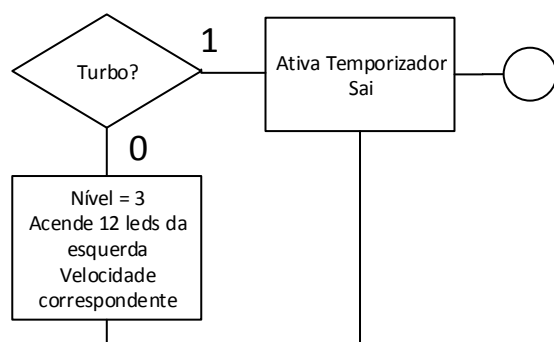 Turbo?
1
Ativa Temporizador
Sai
0
Nível = 3
Acende 12 leds da
esquerda
Velocidade
correspondente